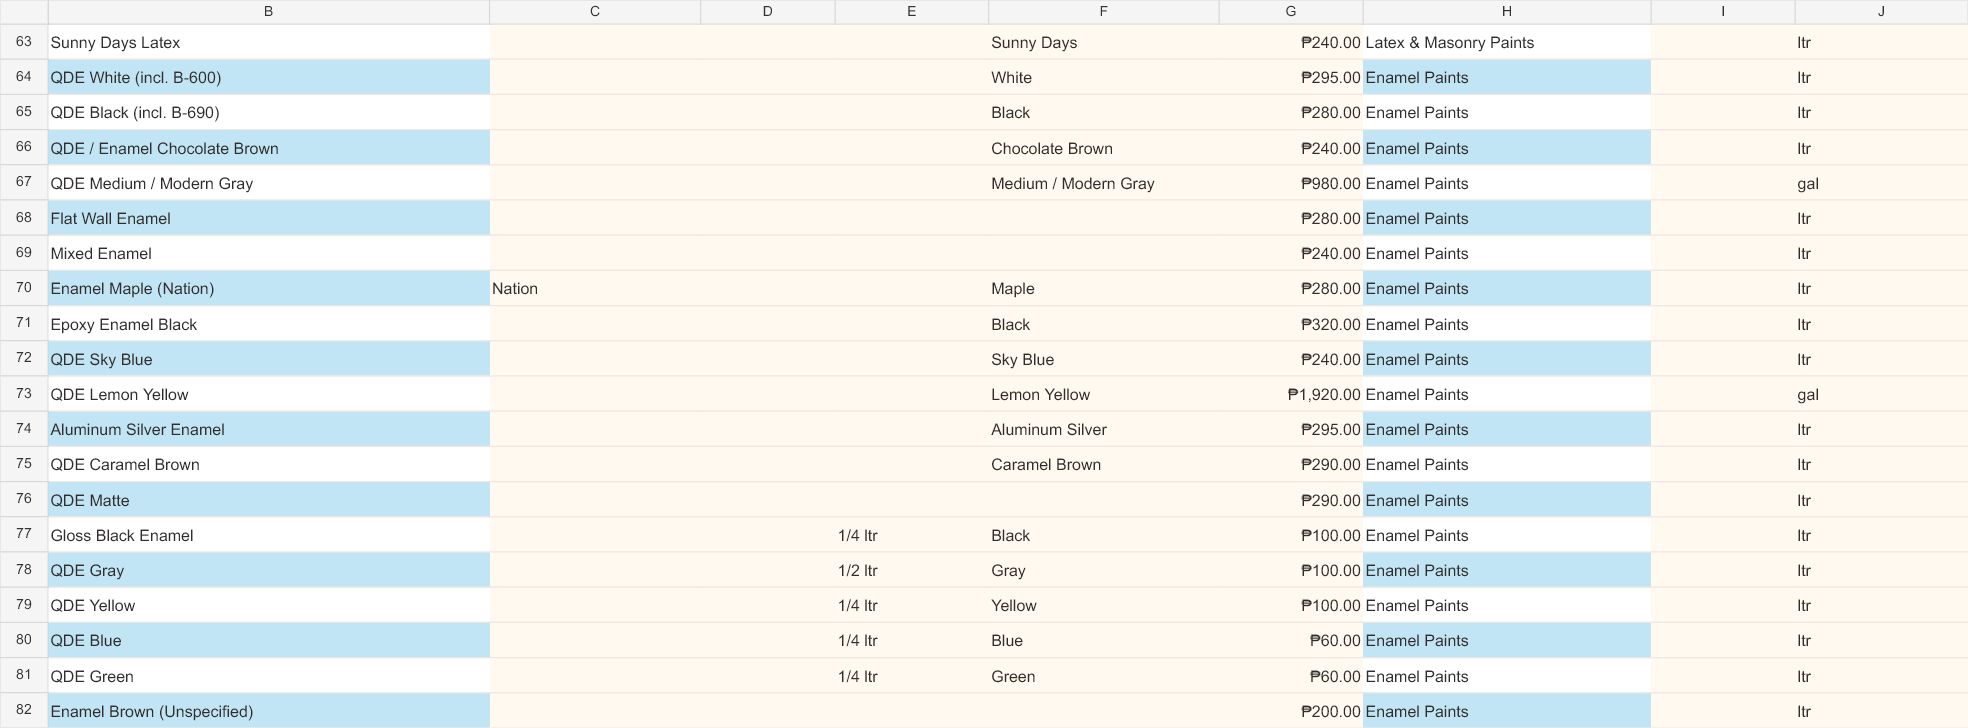 B C D E F G H I J
63 Sunny Days Latex Sunny Days ₱240.00 Latex & Masonry Paints ltr
64 QDE White (incl. B-600) White ₱295.00 Enamel Paints ltr
65 QDE Black (incl. B-690) Black ₱280.00 Enamel Paints ltr
66 QDE / Enamel Chocolate Brown Chocolate Brown ₱240.00 Enamel Paints ltr
67 QDE Medium / Modern Gray Medium / Modern Gray ₱980.00 Enamel Paints gal
68 Flat Wall Enamel ₱280.00 Enamel Paints ltr
69 Mixed Enamel ₱240.00 Enamel Paints ltr
70 Enamel Maple (Nation) Nation Maple ₱280.00 Enamel Paints ltr
71 Epoxy Enamel Black Black ₱320.00 Enamel Paints ltr
72 QDE Sky Blue Sky Blue ₱240.00 Enamel Paints ltr
73 QDE Lemon Yellow Lemon Yellow ₱1,920.00 Enamel Paints gal
74 Aluminum Silver Enamel Aluminum Silver ₱295.00 Enamel Paints ltr
75 QDE Caramel Brown Caramel Brown ₱290.00 Enamel Paints ltr
76 QDE Matte ₱290.00 Enamel Paints ltr
77 Gloss Black Enamel 1/4 ltr Black ₱100.00 Enamel Paints ltr
78 QDE Gray 1/2 ltr Gray ₱100.00 Enamel Paints ltr
79 QDE Yellow 1/4 ltr Yellow ₱100.00 Enamel Paints ltr
80 QDE Blue 1/4 ltr Blue ₱60.00 Enamel Paints ltr
81 QDE Green 1/4 ltr Green ₱60.00 Enamel Paints ltr
82 Enamel Brown (Unspecified) ₱200.00 Enamel Paints ltr